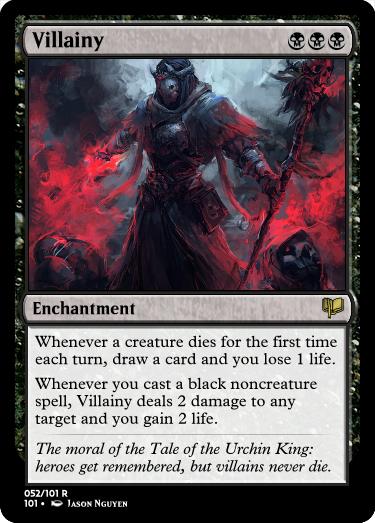 Villainy
Enchantment
Whenever a creature dies for the first time
each turn, draw a card and you lose 1 life.
Whenever you cast a black noncreature
spell, Villainy deals 2 damage to any
target and you gain 2 life.
The moral of the Tale of the Urchin King:
heroes get remembered, but villains never die.
052/101 R
101 • Jason Nguyen